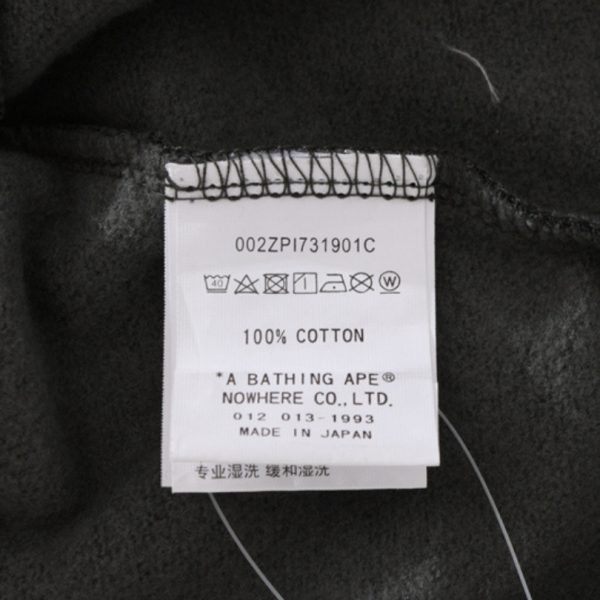 002ZPI731901C
40 W
100% COTTON
*A BATHING APE®
NOWHERE CO.,LTD.
012 013-1993
MADE IN JAPAN
专业湿洗 缓和湿洗